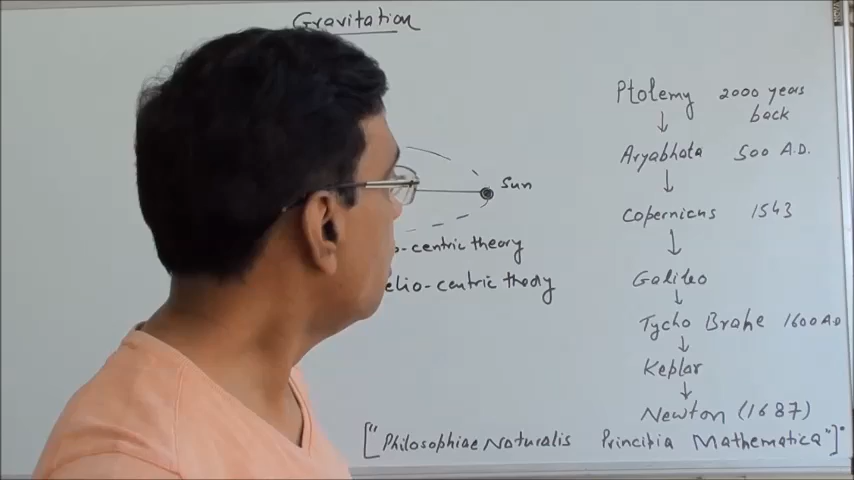 Gravitation
Ptolemy 2000 years
back
Aryabhata 500 A.D.
Sun
Copernicus 1543
-centric theory
elio-centric theory
Galileo
Tycho Brahe 1600 A.D
Keplar
Newton (1687)
["Philosophiae Naturalis Principia Mathematica"]